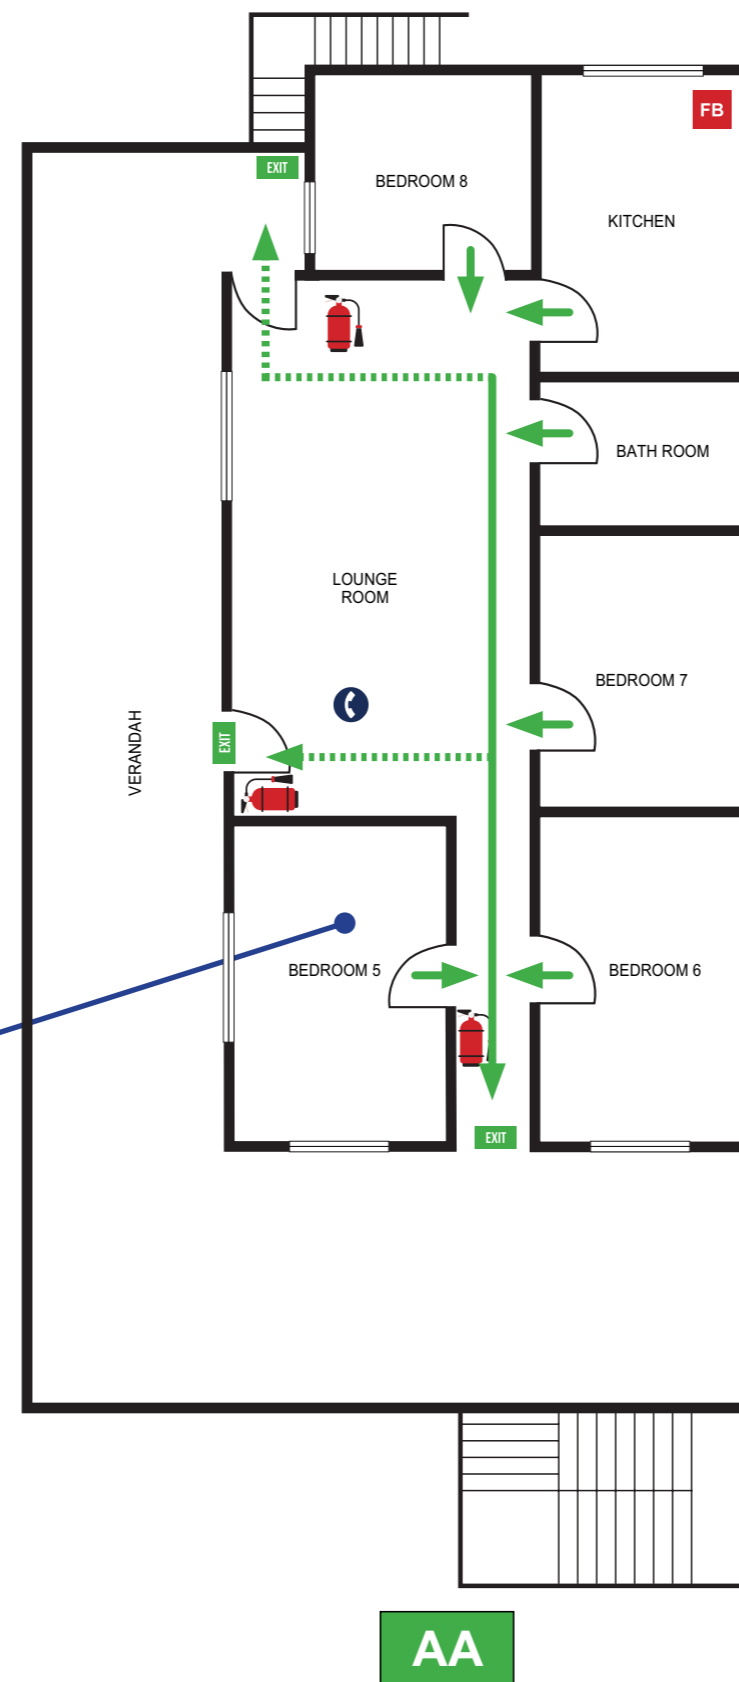 FB
EXIT
BEDROOM 8
KITCHEN
BATH ROOM
LOUNGE
ROOM
BEDROOM 7
VERANDAH
EXIT
BEDROOM 5
BEDROOM 6
EXIT
AA